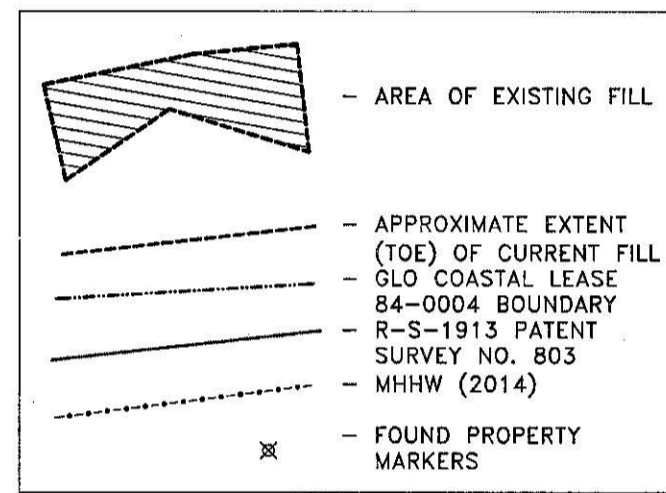 – AREA OF EXISTING FILL
– APPROXIMATE EXTENT
(TOE) OF CURRENT FILL
– GLO COASTAL LEASE
84–0004 BOUNDARY
– R–S–1913 PATENT
SURVEY NO. 803
– MHHW (2014)
– FOUND PROPERTY
MARKERS